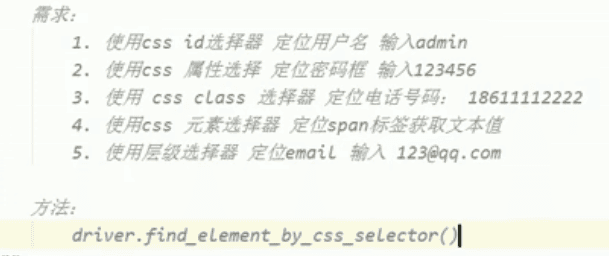 需求:
1. 使用css id选择器 定位用户名 输入admin
2. 使用css 属性选择 定位密码框 输入123456
3. 使用 css class 选择器 定位电话号码: 18611112222
4. 使用css 元素选择器 定位span标签获取文本值
5. 使用层级选择器 定位email 输入 123@qq.com
方法:
driver.find_element_by_css_selector()